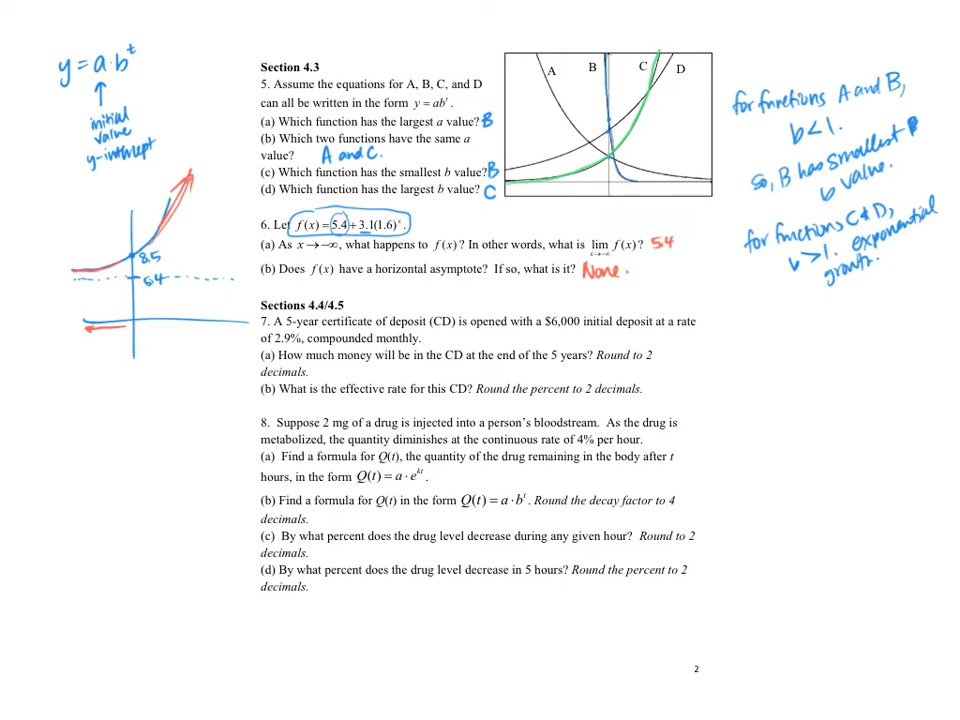 y = a·b^t
↑
initial
value
y-intercept
8.5
5.4
Section 4.3
5. Assume the equations for A, B, C, and D
can all be written in the form y = ab^t .
(a) Which function has the largest a value? B
(b) Which two functions have the same a
value? A and C.
(c) Which function has the smallest b value? B
(d) Which function has the largest b value? C
A B C D
6. Let f(x) = 5.4 + 3.1(1.6)^x .
(a) As x → −∞, what happens to f(x)? In other words, what is lim x→−∞ f(x)? 5.4
(b) Does f(x) have a horizontal asymptote? If so, what is it? None.
Sections 4.4/4.5
7. A 5-year certificate of deposit (CD) is opened with a $6,000 initial deposit at a rate
of 2.9%, compounded monthly.
(a) How much money will be in the CD at the end of the 5 years? Round to 2
decimals.
(b) What is the effective rate for this CD? Round the percent to 2 decimals.
8. Suppose 2 mg of a drug is injected into a person's bloodstream. As the drug is
metabolized, the quantity diminishes at the continuous rate of 4% per hour.
(a) Find a formula for Q(t), the quantity of the drug remaining in the body after t
hours, in the form Q(t) = a · e^kt .
(b) Find a formula for Q(t) in the form Q(t) = a · b^t . Round the decay factor to 4
decimals.
(c) By what percent does the drug level decrease during any given hour? Round to 2
decimals.
(d) By what percent does the drug level decrease in 5 hours? Round the percent to 2
decimals.
for functions A and B,
b<1.
So, B has smallest
b value.
for functions C & D,
b >1. exponential
growth.
2